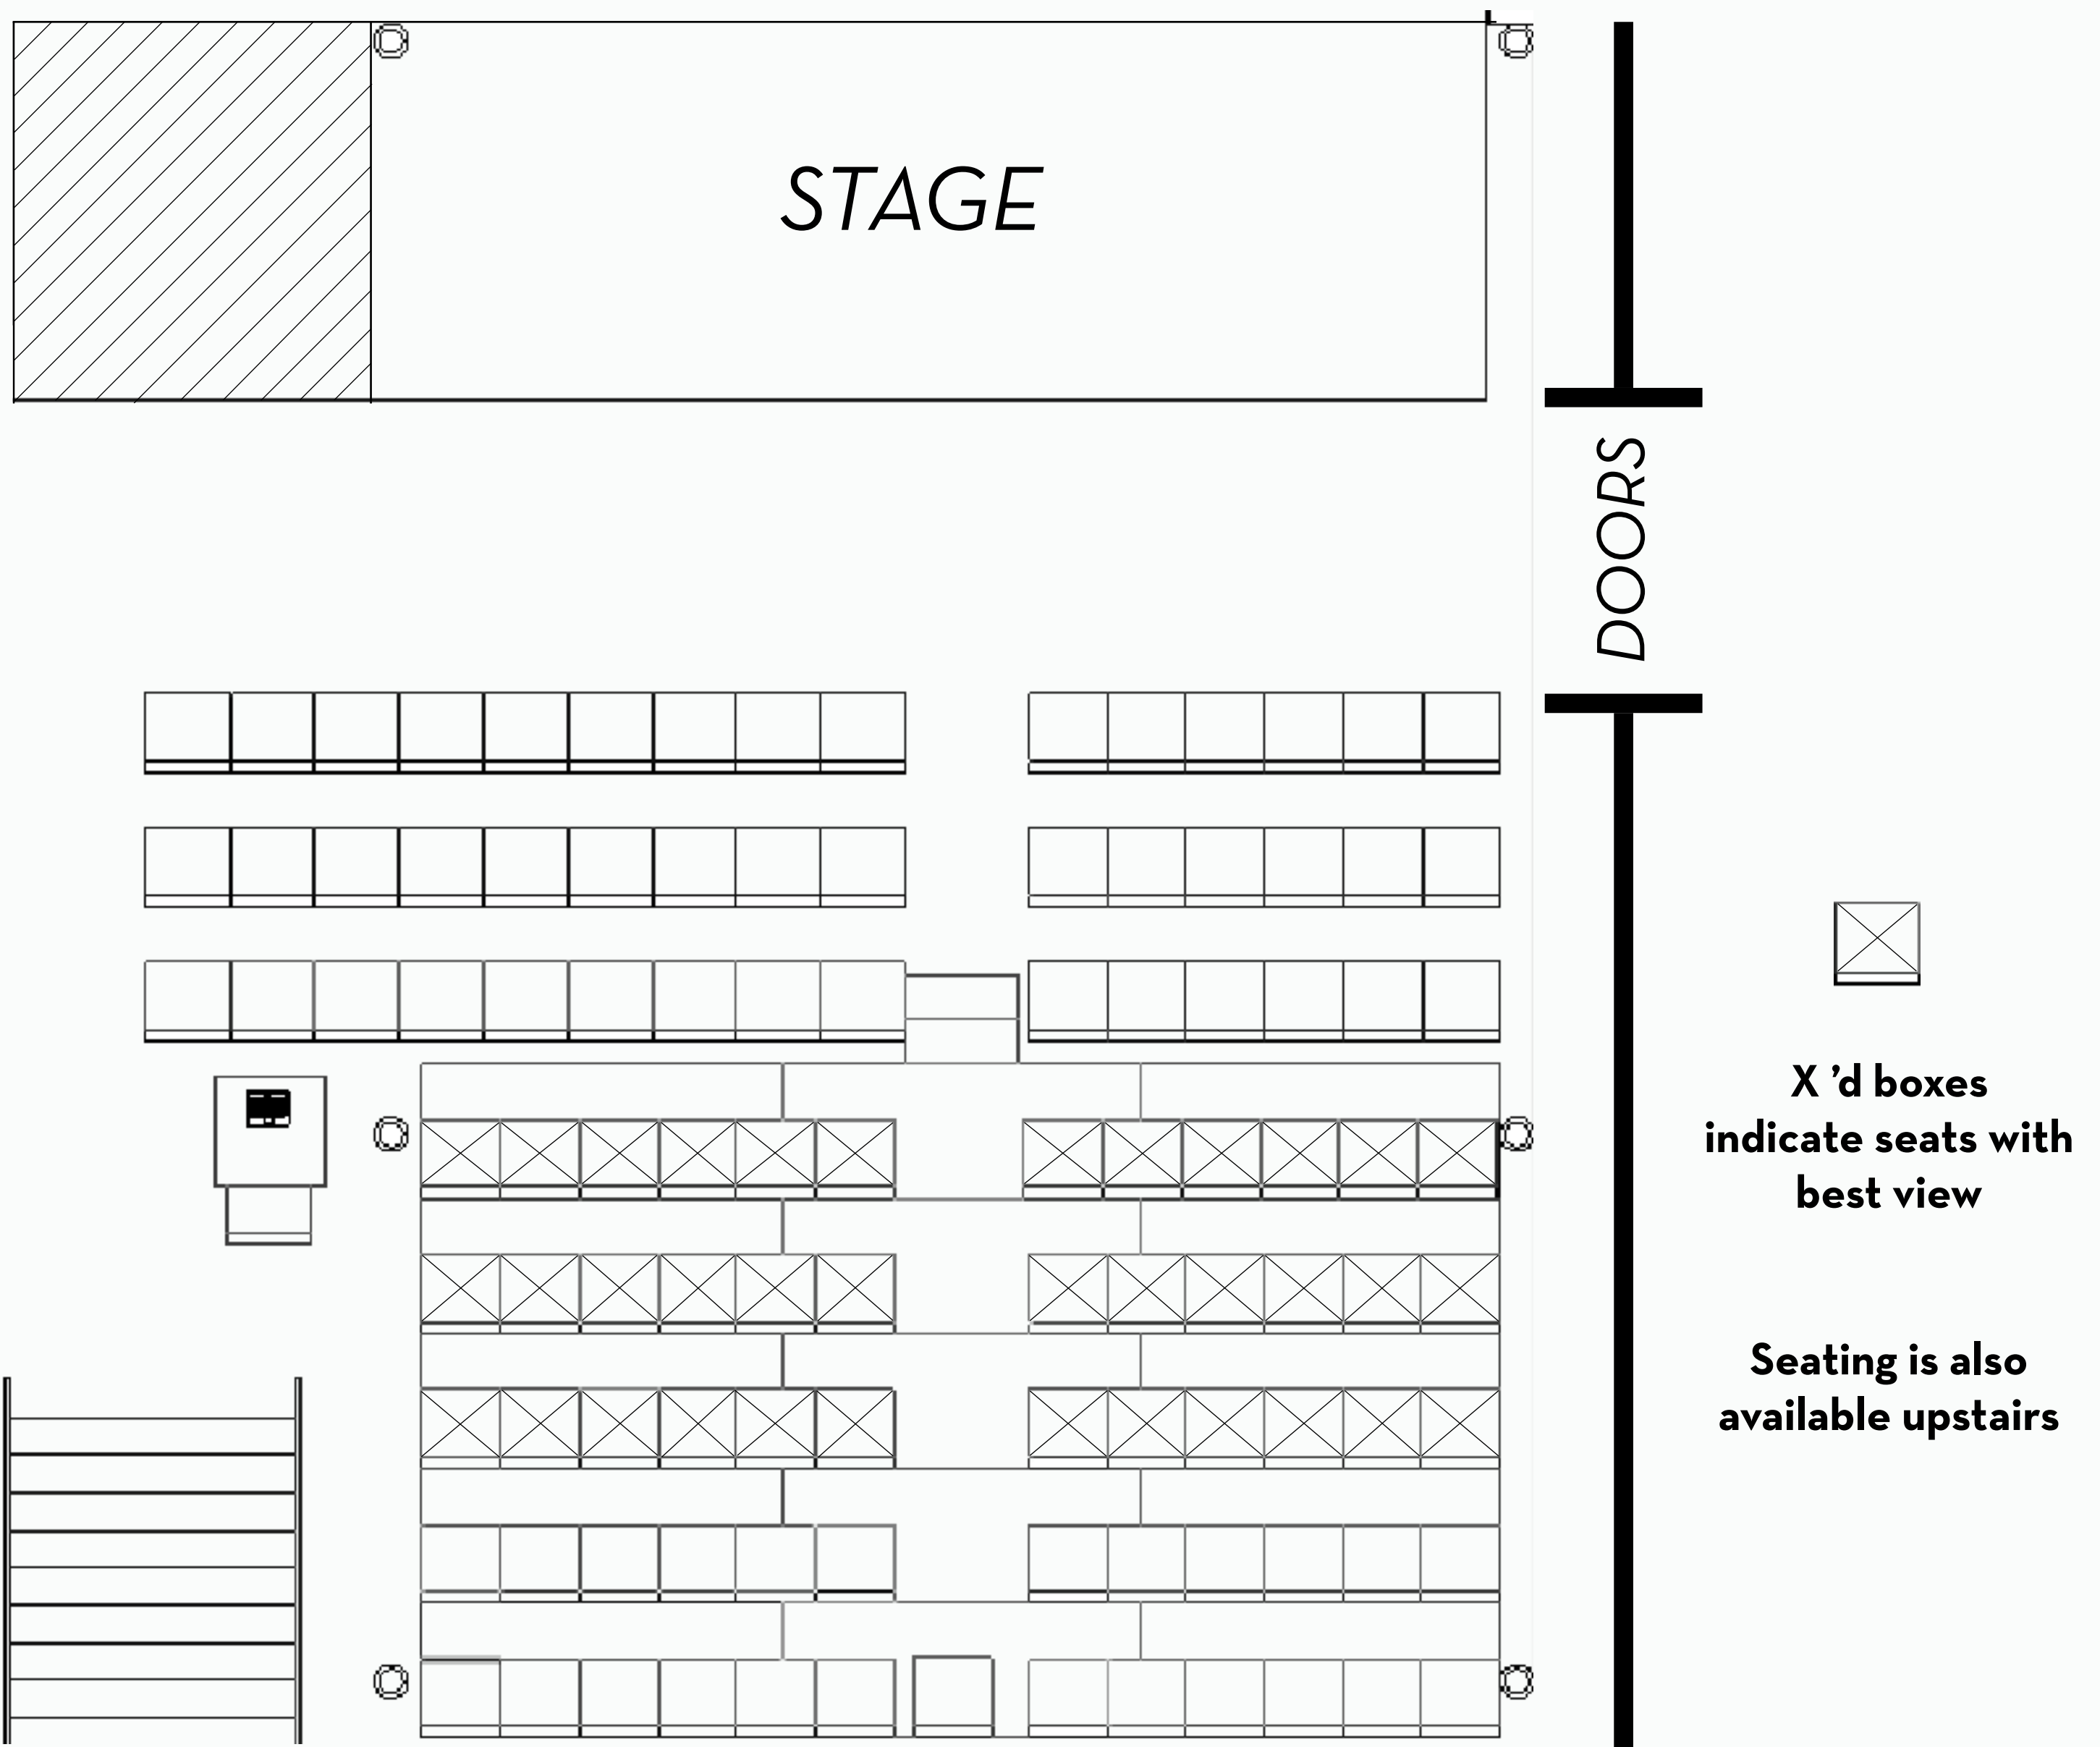 STAGE
DOORS
X ’d boxes
indicate seats with
best view
Seating is also
available upstairs